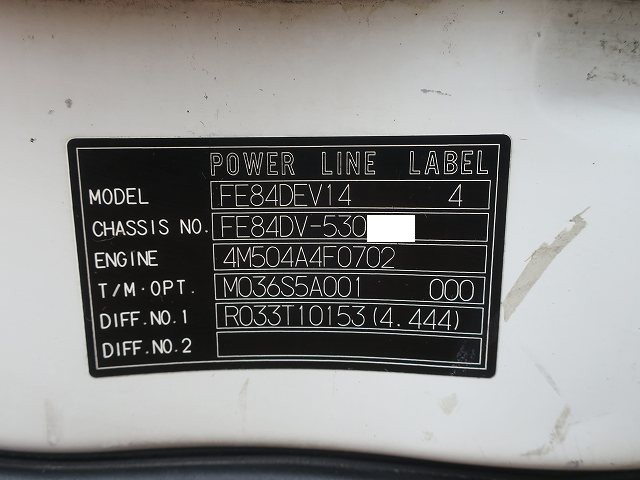 POWER LINE LABEL
MODEL FE84DEV14 4
CHASSIS NO. FE84DV-530
ENGINE 4M504A4F0702
T/M·OPT. M036S5A001 000
DIFF.NO.1 R033T10153(4.444)
DIFF.NO.2